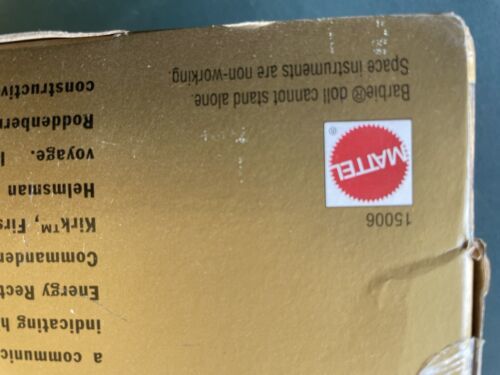 15006
MATTEL
®
Barbie® doll cannot stand alone.
Space instruments are non-working.
a communic
indicating h
Energy Rect
Commander
Kirk™, Firs
Helmsman
voyage.
Roddenberr
constructiv